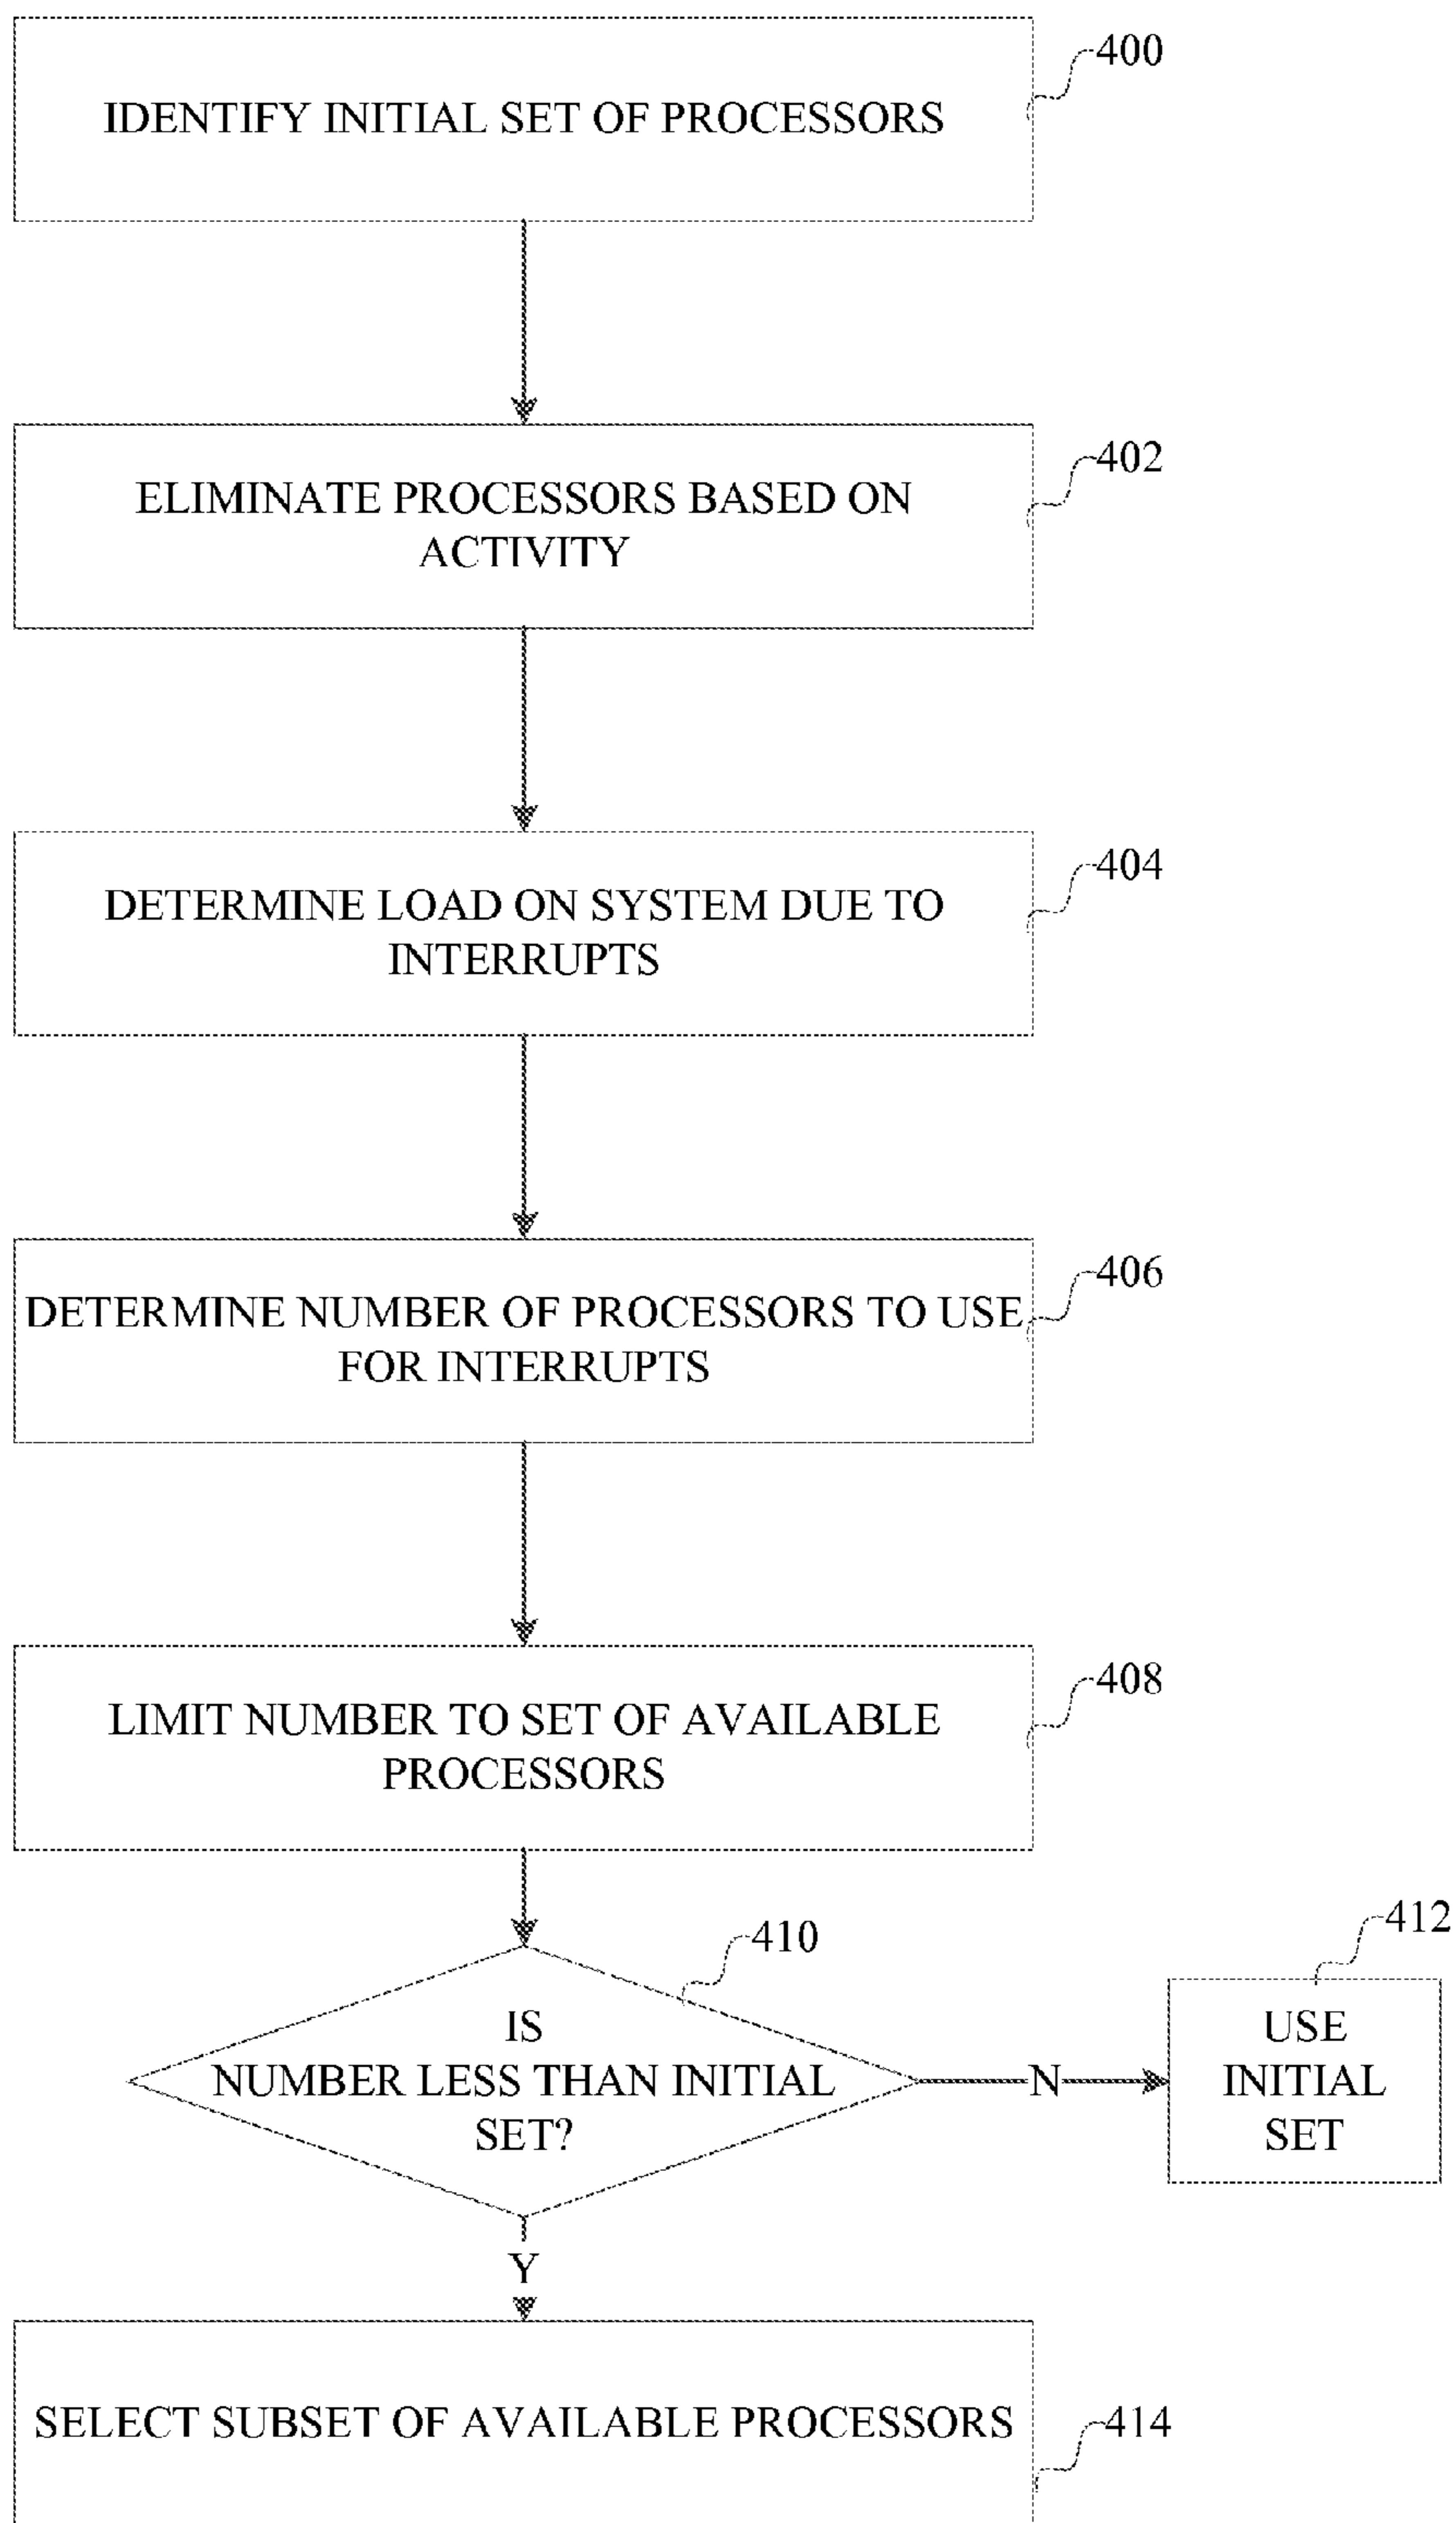 400
IDENTIFY INITIAL SET OF PROCESSORS
402
ELIMINATE PROCESSORS BASED ON
ACTIVITY
404
DETERMINE LOAD ON SYSTEM DUE TO
INTERRUPTS
406
DETERMINE NUMBER OF PROCESSORS TO USE
FOR INTERRUPTS
408
LIMIT NUMBER TO SET OF AVAILABLE
PROCESSORS
410
412
IS
NUMBER LESS THAN INITIAL
SET?
N
USE
INITIAL
SET
Y
SELECT SUBSET OF AVAILABLE PROCESSORS
414